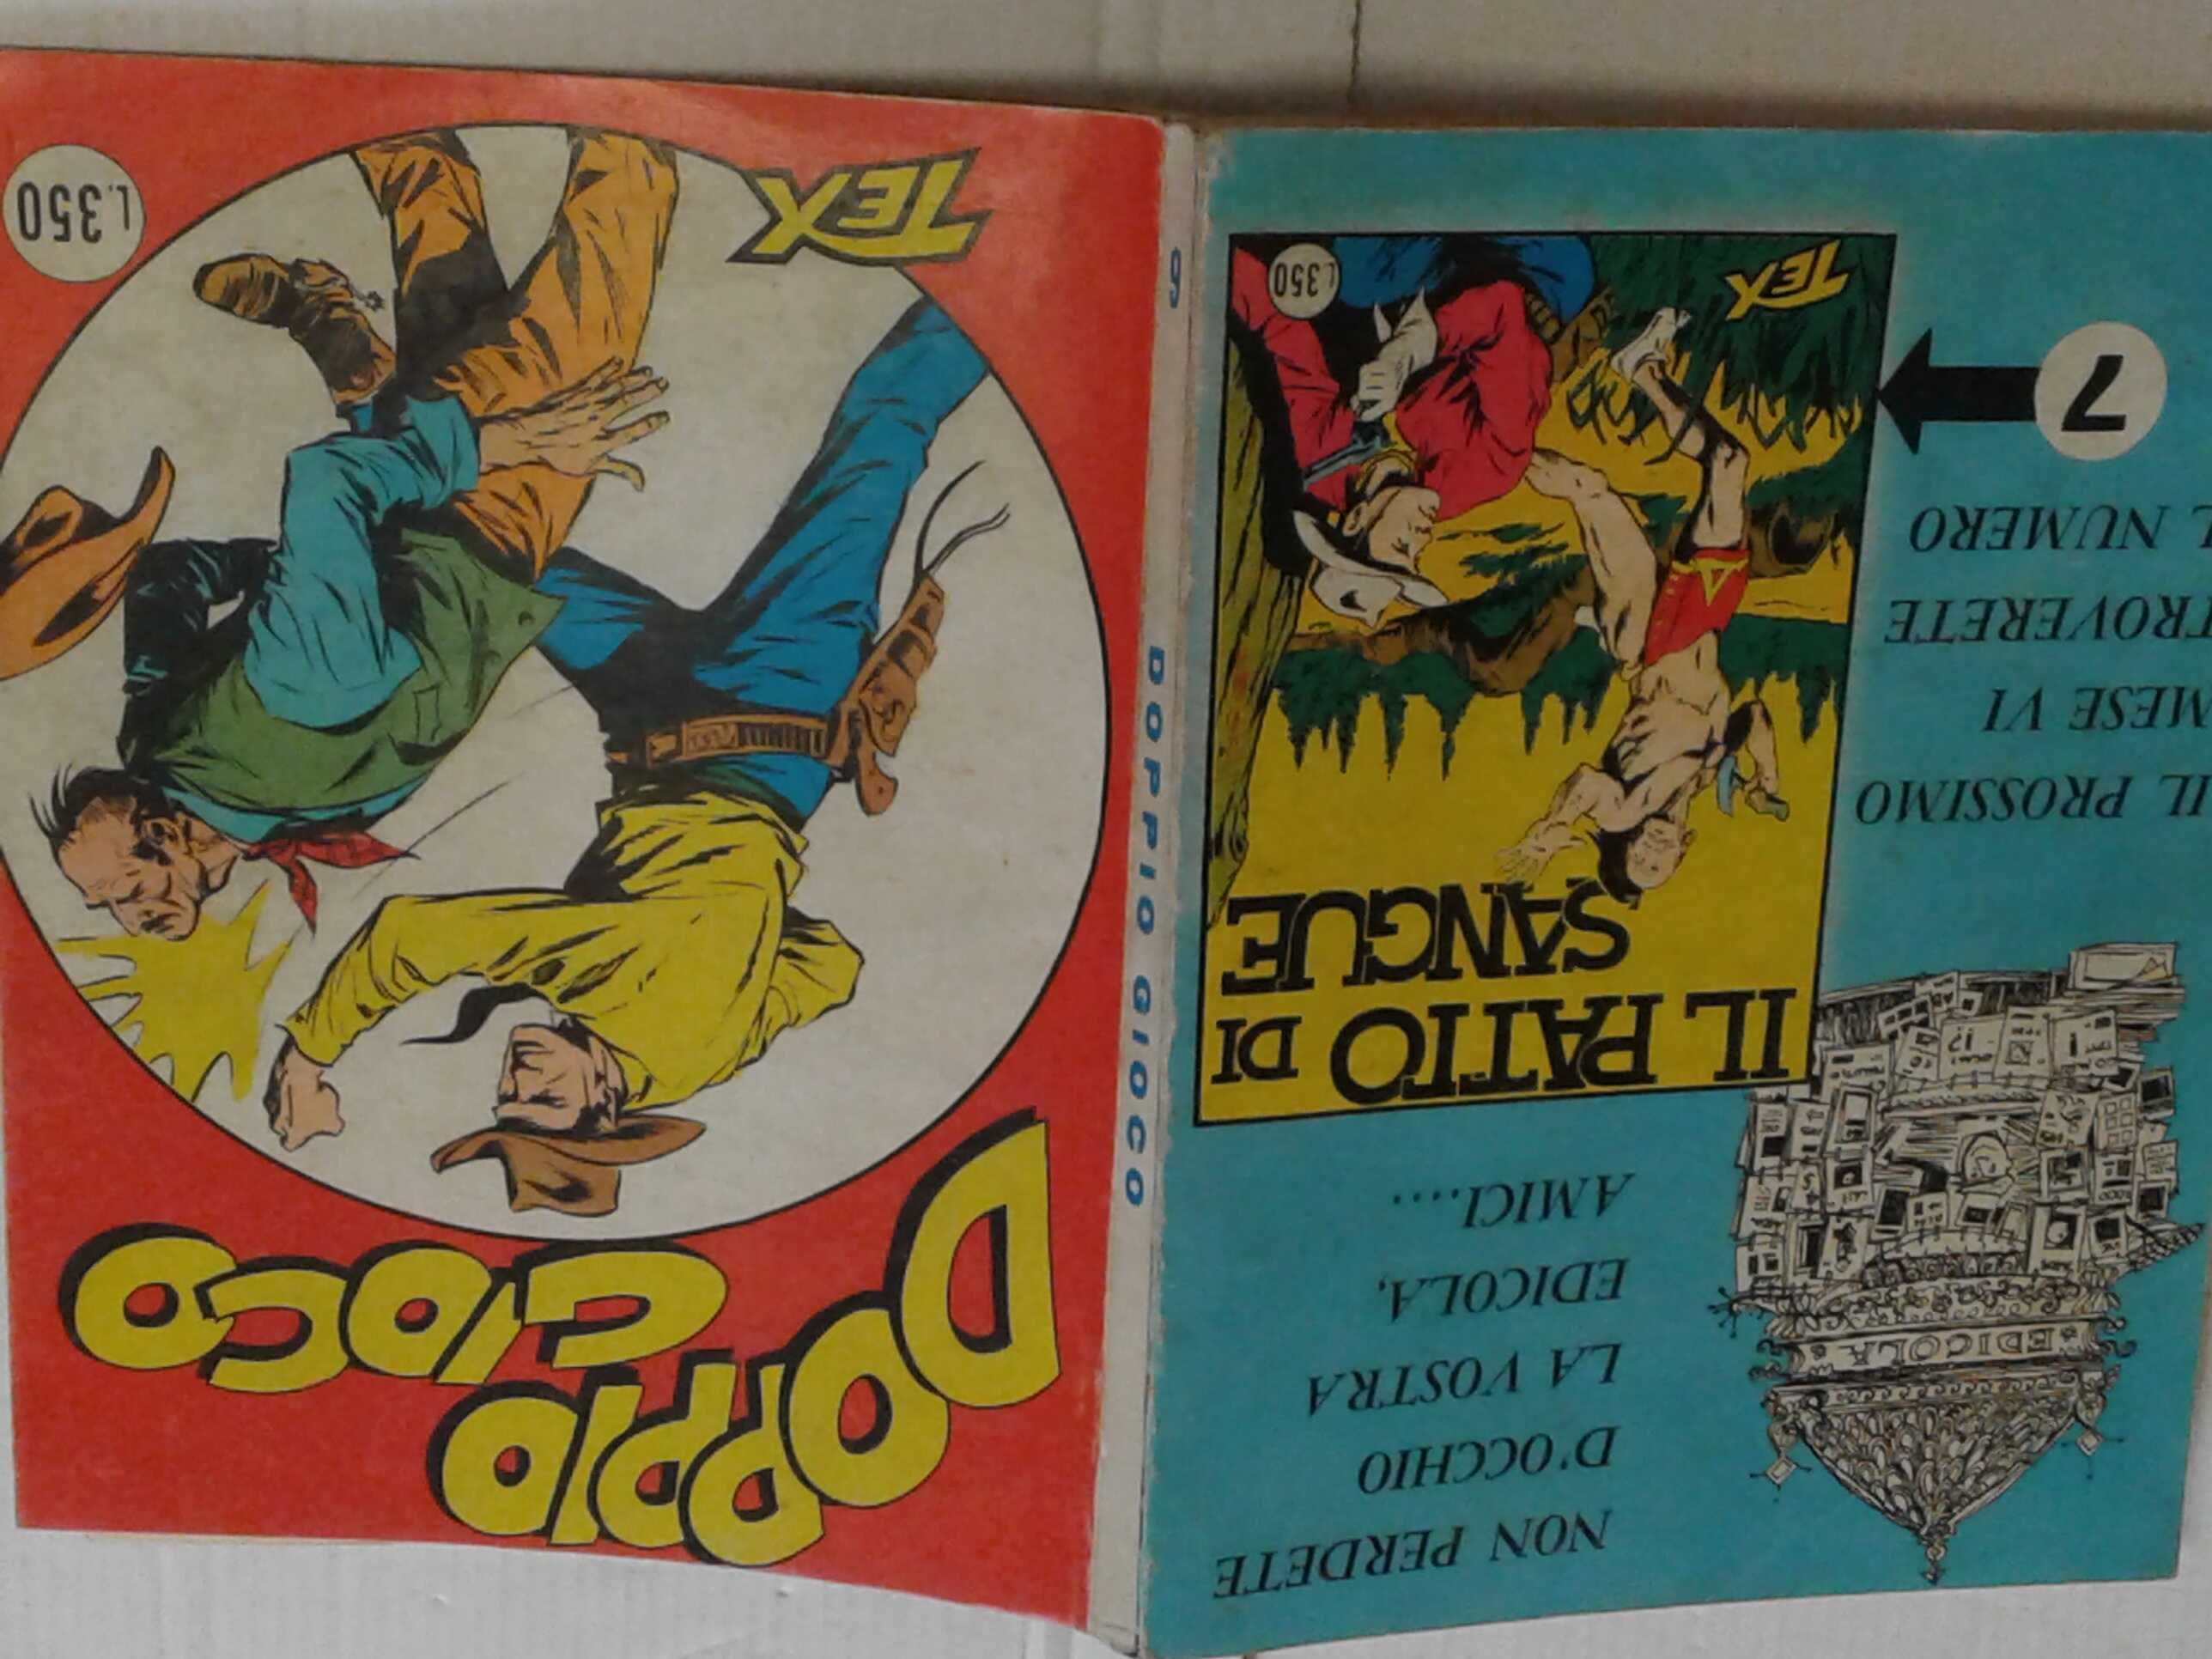 NON PERDETE
D'OCCHIO
LA VOSTRA
EDICOLA,
AMICI....
EDICOLA
IL PROSSIMO
MESE VI
TROVERETE
IL NUMERO
7
IL PATTO DI
SANGUE
TEX
L.350
DOPPIO GIOCO
6
DOPPIO
GIOCO
TEX
L.350